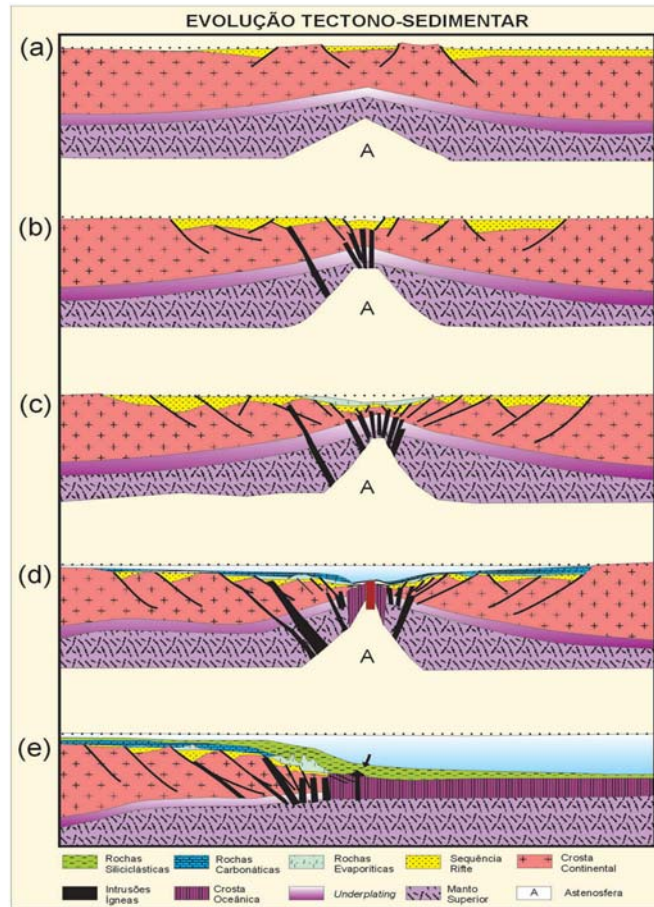 EVOLUÇÃO TECTONO-SEDIMENTAR
(a)
A
(b)
A
(c)
A
(d)
A
(e)
Rochas Siliciclásticas
Rochas Carbonáticas
Rochas Evaporíticas
Sequência Rifte
Crosta Continental
Intrusões Ígneas
Crosta Oceânica
Underplating
Manto Superior
A
Astenosfera